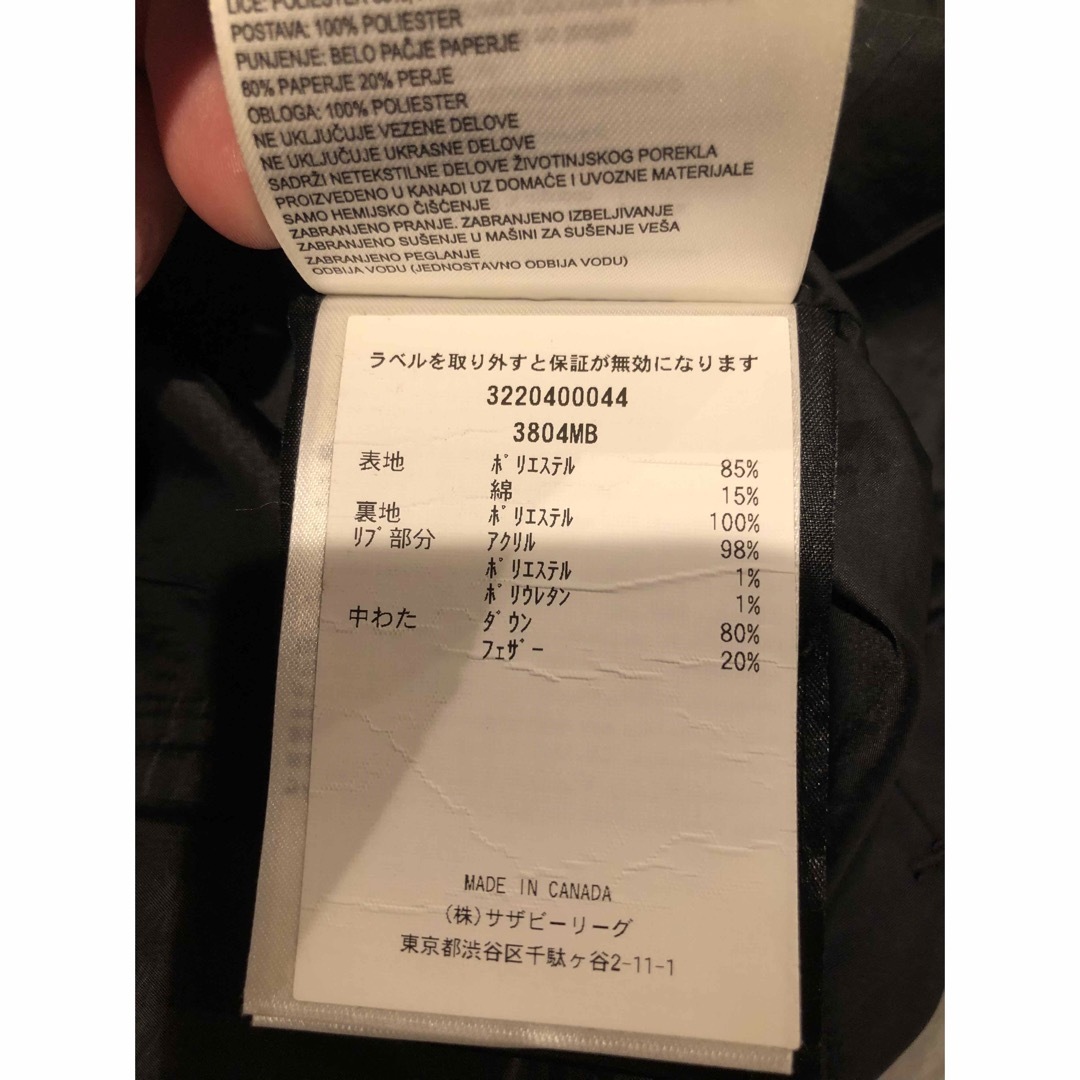 LICE: POLIESTER
POSTAVA: 100% POLIESTER
PUNJENJE: BELO PAČJE PAPERJE
80% PAPERJE 20% PERJE
OBLOGA: 100% POLIESTER
NE UKLJUČUJE VEZENE DELOVE
NE UKLJUČUJE UKRASNE DELOVE
SADRŽI NETEKSTILNE DELOVE ŽIVOTINJSKOG POREKLA
PROIZVEDENO U KANADI UZ DOMAĆE I UVOZNE MATERIJALE
SAMO HEMIJSKO ČIŠĆENJE
ZABRANJENO PRANJE. ZABRANJENO IZBELJIVANJE
ZABRANJENO SUŠENJE U MAŠINI ZA SUŠENJE VEŠA
ZABRANJENO PEGLANJE
ODBIJA VODU (JEDNOSTAVNO ODBIJA VODU)
ラベルを取り外すと保証が無効になります
3220400044
3804MB
表地 ﾎﾟﾘｴｽﾃﾙ 85%
綿 15%
裏地 ﾎﾟﾘｴｽﾃﾙ 100%
ﾘﾌﾞ部分 ｱｸﾘﾙ 98%
ﾎﾟﾘｴｽﾃﾙ 1%
ﾎﾟﾘｳﾚﾀﾝ 1%
中わた ﾀﾞｳﾝ 80%
ﾌｪｻﾞｰ 20%
MADE IN CANADA
(株)サザビーリーグ
東京都渋谷区千駄ヶ谷2-11-1